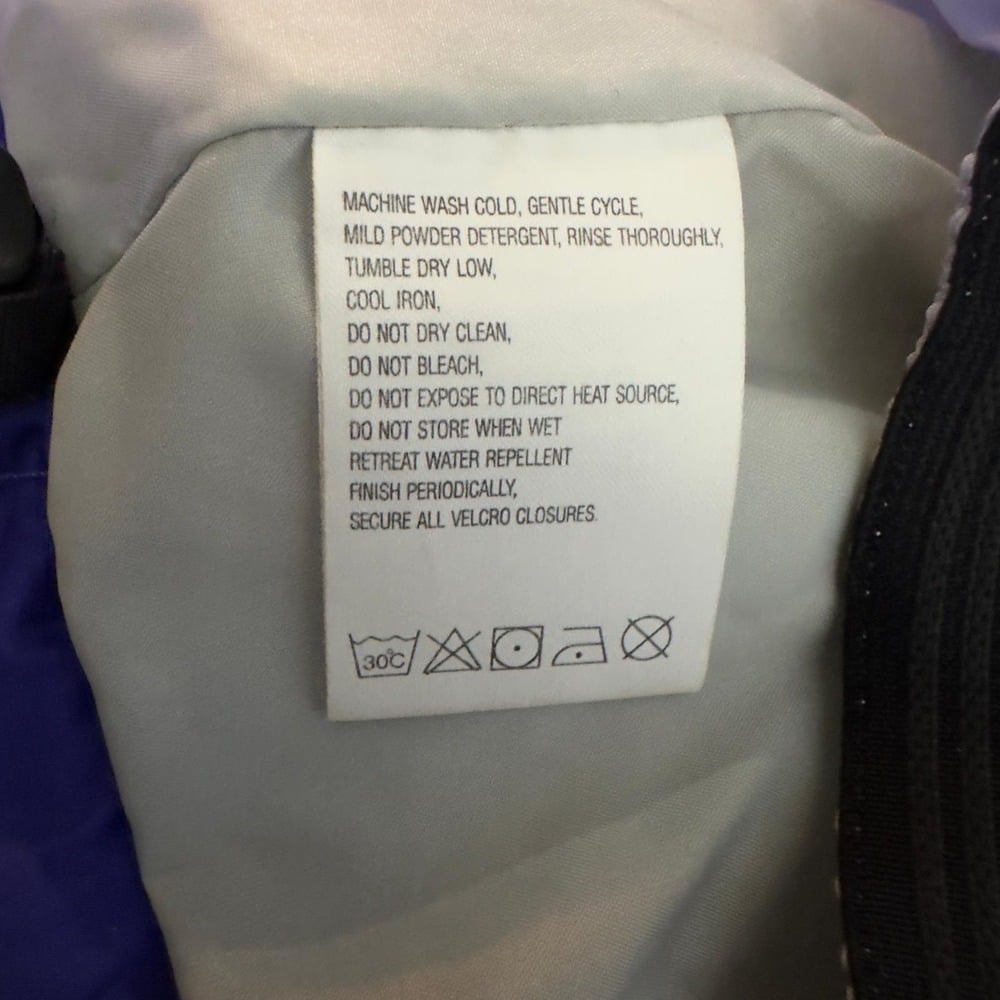 MACHINE WASH COLD, GENTLE CYCLE,
MILD POWDER DETERGENT, RINSE THOROUGHLY,
TUMBLE DRY LOW,
COOL IRON,
DO NOT DRY CLEAN,
DO NOT BLEACH,
DO NOT EXPOSE TO DIRECT HEAT SOURCE,
DO NOT STORE WHEN WET
RETREAT WATER REPELLENT
FINISH PERIODICALLY,
SECURE ALL VELCRO CLOSURES.
30°C